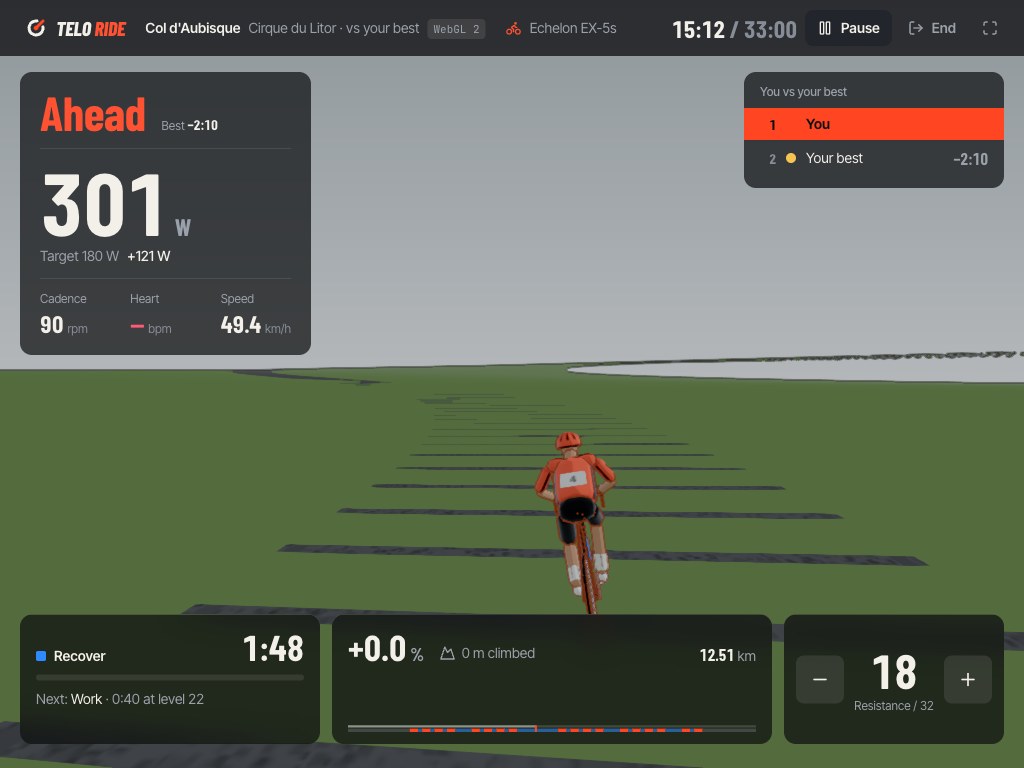 TELO RIDE Col d'Aubisque Cirque du Litor · vs your best WebGL 2 Echelon EX-5s 15:12 / 33:00 Pause End
Ahead Best −2:10
301 W
Target 180 W +121 W
Cadence Heart Speed
90 rpm — bpm 49.4 km/h
You vs your best
1 You
2 Your best −2:10
4
Recover 1:48
Next: Work · 0:40 at level 22
+0.0 % 0 m climbed 12.51 km
− 18 +
Resistance / 32